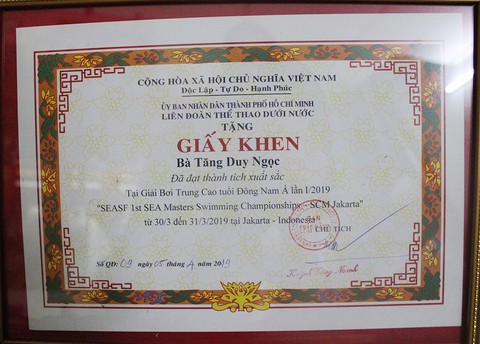 CỘNG HÒA XÃ HỘI CHỦ NGHĨA VIỆT NAM
Độc Lập - Tự Do - Hạnh Phúc
ỦY BAN NHÂN DÂN THÀNH PHỐ HỒ CHÍ MINH
LIÊN ĐOÀN THỂ THAO DƯỚI NƯỚC
TẶNG
GIẤY KHEN
Bà Tăng Duy Ngọc
Đã đạt thành tích xuất sắc
Tại Giải Bơi Trung Cao tuổi Đông Nam Á lần I/2019
"SEASF 1st SEA Masters Swimming Championships - SCM Jakarta"
từ 30/3 đến 31/3/2019 tại Jakarta - Indonesia
CHỦ TỊCH
Số QĐ: 09 ngày 05 tháng 4 năm 2019